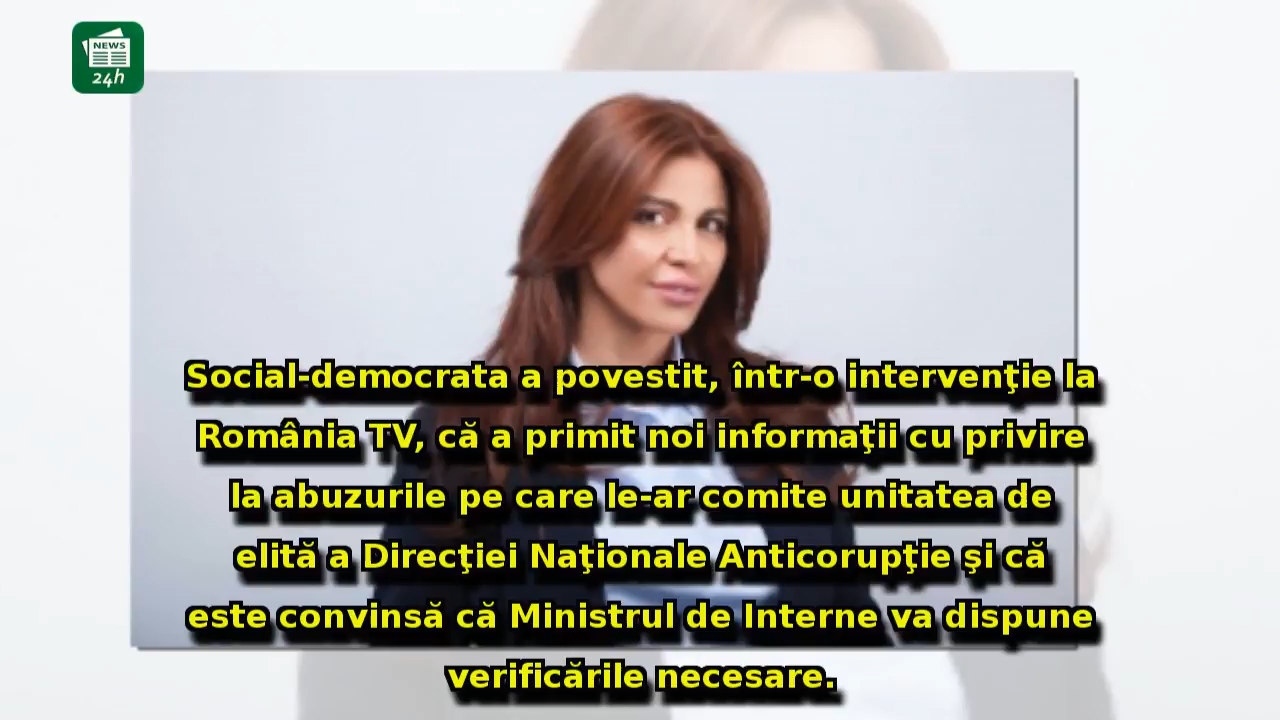 NEWS
24h
Social-democrata a povestit, într-o intervenţie la
România TV, că a primit noi informaţii cu privire
la abuzurile pe care le-ar comite unitatea de
elită a Direcţiei Naţionale Anticorupţie şi că
este convinsă că Ministrul de Interne va dispune
verificările necesare.